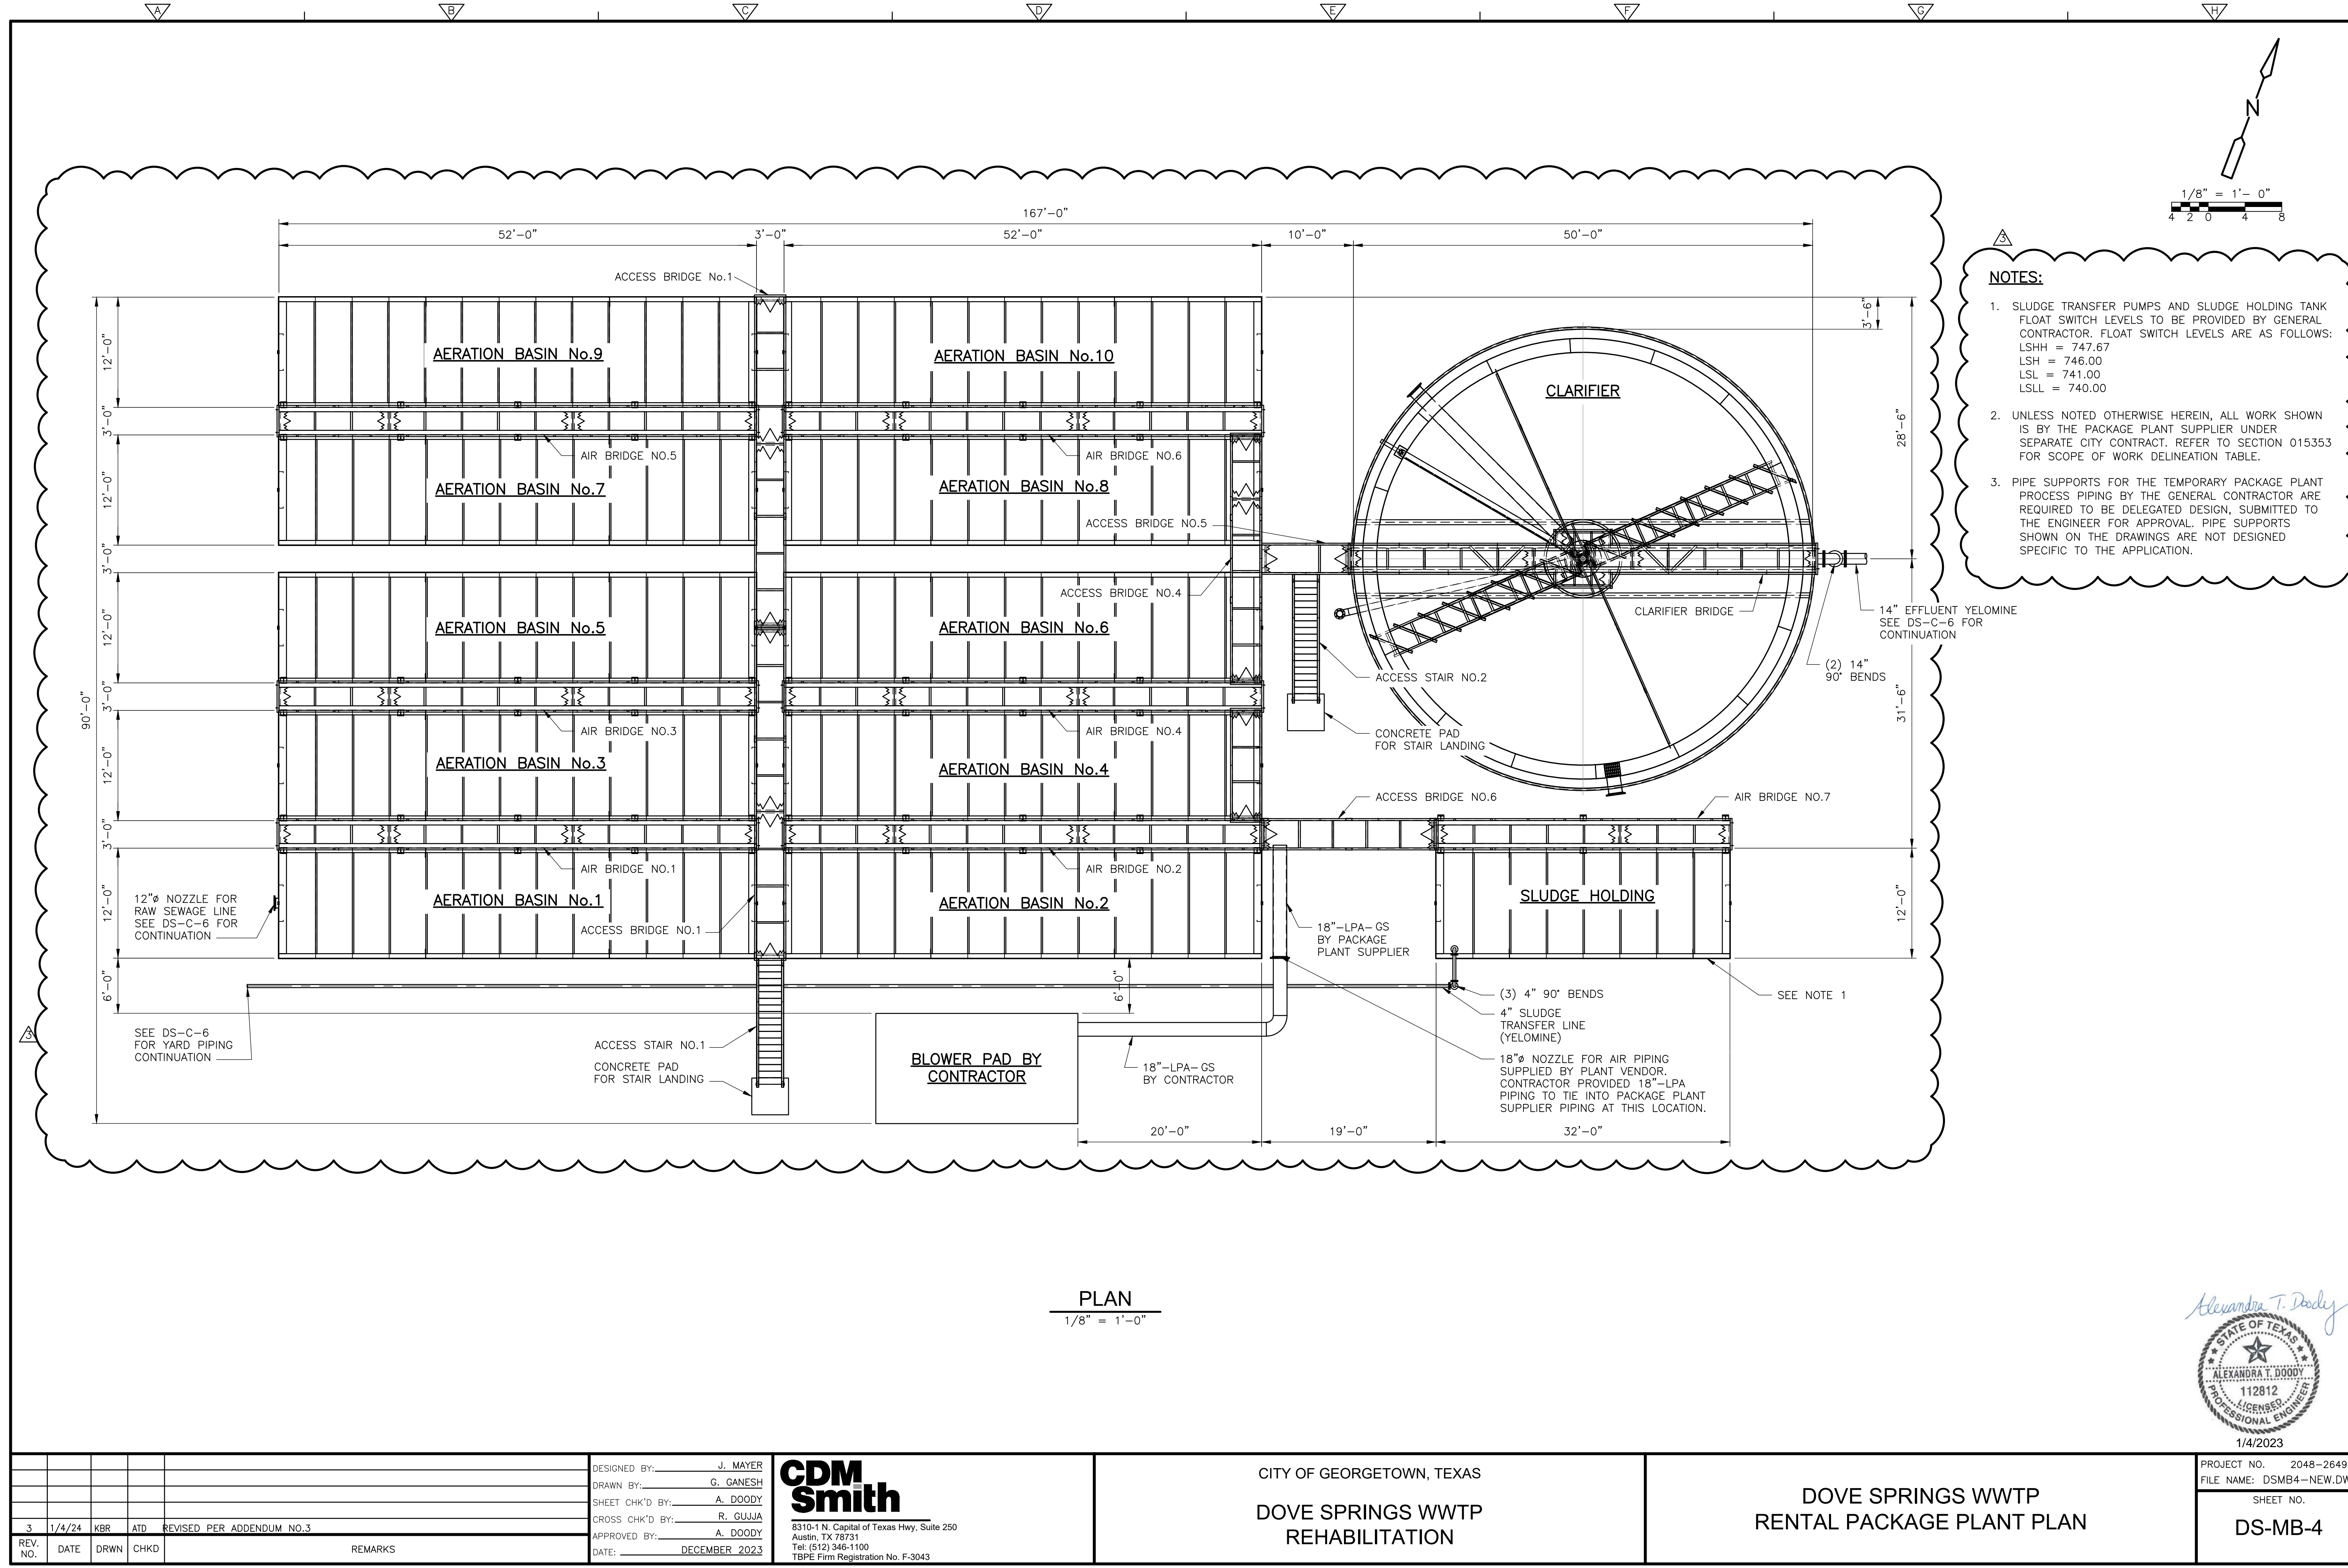 A
B
C
D
E
F
G
H
N
1/8" = 1'- 0"
4 2 0 4 8
167'-0"
52'-0"
3'-0"
52'-0"
10'-0"
50'-0"
ACCESS BRIDGE No.1
3
NOTES:
1. SLUDGE TRANSFER PUMPS AND SLUDGE HOLDING TANK
FLOAT SWITCH LEVELS TO BE PROVIDED BY GENERAL
CONTRACTOR. FLOAT SWITCH LEVELS ARE AS FOLLOWS:
LSHH = 747.67
LSH = 746.00
LSL = 741.00
LSLL = 740.00
2. UNLESS NOTED OTHERWISE HEREIN, ALL WORK SHOWN
IS BY THE PACKAGE PLANT SUPPLIER UNDER
SEPARATE CITY CONTRACT. REFER TO SECTION 015353
FOR SCOPE OF WORK DELINEATION TABLE.
3. PIPE SUPPORTS FOR THE TEMPORARY PACKAGE PLANT
PROCESS PIPING BY THE GENERAL CONTRACTOR ARE
REQUIRED TO BE DELEGATED DESIGN, SUBMITTED TO
THE ENGINEER FOR APPROVAL. PIPE SUPPORTS
SHOWN ON THE DRAWINGS ARE NOT DESIGNED
SPECIFIC TO THE APPLICATION.
90'-0"
12'-0"
3'-0"
12'-0"
3'-0"
12'-0"
3'-0"
12'-0"
3'-0"
12'-0"
6'-0"
AERATION BASIN No.9
AERATION BASIN No.10
CLARIFIER
3'-6"
28'-6"
AIR BRIDGE NO.5
AIR BRIDGE NO.6
AERATION BASIN No.7
AERATION BASIN No.8
ACCESS BRIDGE NO.5
ACCESS BRIDGE NO.4
CLARIFIER BRIDGE
14" EFFLUENT YELOMINE
SEE DS-C-6 FOR
CONTINUATION
AERATION BASIN No.5
AERATION BASIN No.6
ACCESS STAIR NO.2
(2) 14"
90° BENDS
31'-6"
AIR BRIDGE NO.3
AIR BRIDGE NO.4
CONCRETE PAD
FOR STAIR LANDING
AERATION BASIN No.3
AERATION BASIN No.4
ACCESS BRIDGE NO.6
AIR BRIDGE NO.7
AIR BRIDGE NO.1
AIR BRIDGE NO.2
12"ø NOZZLE FOR
RAW SEWAGE LINE
SEE DS-C-6 FOR
CONTINUATION
AERATION BASIN No.1
AERATION BASIN No.2
SLUDGE HOLDING
12'-0"
ACCESS BRIDGE NO.1
18"-LPA-GS
BY PACKAGE
PLANT SUPPLIER
6'-0"
(3) 4" 90° BENDS
SEE NOTE 1
4" SLUDGE
TRANSFER LINE
(YELOMINE)
3
SEE DS-C-6
FOR YARD PIPING
CONTINUATION
ACCESS STAIR NO.1
CONCRETE PAD
FOR STAIR LANDING
BLOWER PAD BY
CONTRACTOR
18"-LPA-GS
BY CONTRACTOR
18"ø NOZZLE FOR AIR PIPING
SUPPLIED BY PLANT VENDOR.
CONTRACTOR PROVIDED 18"-LPA
PIPING TO TIE INTO PACKAGE PLANT
SUPPLIER PIPING AT THIS LOCATION.
20'-0"
19'-0"
32'-0"
PLAN
1/8" = 1'-0"
Alexandra T. Doody
STATE OF TEXAS
ALEXANDRA T. DOODY
112812
LICENSED
PROFESSIONAL ENGINEER
1/4/2023
3 1/4/24 KBR ATD REVISED PER ADDENDUM NO.3
REV. NO. DATE DRWN CHKD REMARKS
DESIGNED BY: J. MAYER
DRAWN BY: G. GANESH
SHEET CHK'D BY: A. DOODY
CROSS CHK'D BY: R. GUJJA
APPROVED BY: A. DOODY
DATE: DECEMBER 2023
CDM
Smith
8310-1 N. Capital of Texas Hwy, Suite 250
Austin, TX 78731
Tel: (512) 346-1100
TBPE Firm Registration No. F-3043
CITY OF GEORGETOWN, TEXAS
DOVE SPRINGS WWTP
REHABILITATION
DOVE SPRINGS WWTP
RENTAL PACKAGE PLANT PLAN
PROJECT NO. 2048-2649
FILE NAME: DSMB4-NEW.DW
SHEET NO.
DS-MB-4